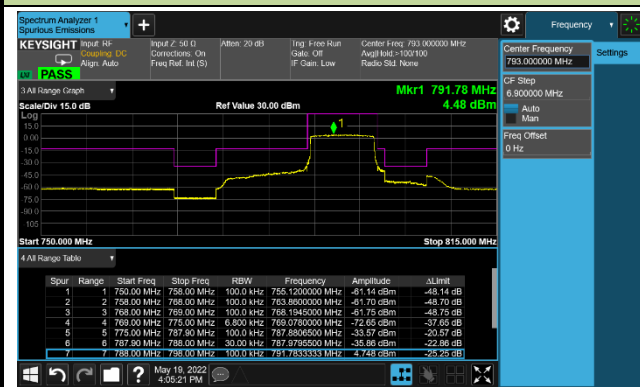 Spectrum Analyzer 1
Spurious Emissions
Frequency
KEYSIGHT Input: RF
Coupling: DC
Align: Auto
Input Z: 50 Ω
Corrections: On
Freq Ref: Int (S)
Atten: 20 dB
Trig: Free Run
Gate: Off
IF Gain: Low
Center Freq: 793.000000 MHz
Avg|Hold:>100/100
Radio Std: None
PASS
3 All Range Graph
Mkr1 791.78 MHz
Scale/Div 15.0 dB
Ref Value 30.00 dBm
4.48 dBm
Log
15.0
0.00
-15.0
-30.0
-45.0
-60.0
-75.0
-90.0
-105
1
Start 750.000 MHz
Stop 815.000 MHz
4 All Range Table
Spur Range Start Freq Stop Freq RBW Frequency Amplitude ΔLimit
1 1 750.00 MHz 758.00 MHz 100.0 kHz 755.1200000 MHz -61.14 dBm -48.14 dB
2 2 758.00 MHz 768.00 MHz 100.0 kHz 763.8600000 MHz -61.70 dBm -48.70 dB
3 3 768.00 MHz 769.00 MHz 100.0 kHz 768.1945000 MHz -61.75 dBm -48.75 dB
4 4 769.00 MHz 775.00 MHz 6.800 kHz 769.0780000 MHz -72.65 dBm -37.65 dB
5 5 775.00 MHz 787.90 MHz 100.0 kHz 787.8806500 MHz -33.57 dBm -20.57 dB
6 6 787.90 MHz 788.00 MHz 30.00 kHz 787.9795500 MHz -35.86 dBm -22.86 dB
7 7 788.00 MHz 798.00 MHz 100.0 kHz 791.7833333 MHz 4.748 dBm -25.25 dB
May 19, 2022
4:05:21 PM
Center Frequency
793.000000 MHz
Settings
CF Step
6.900000 MHz
Auto
Man
Freq Offset
0 Hz